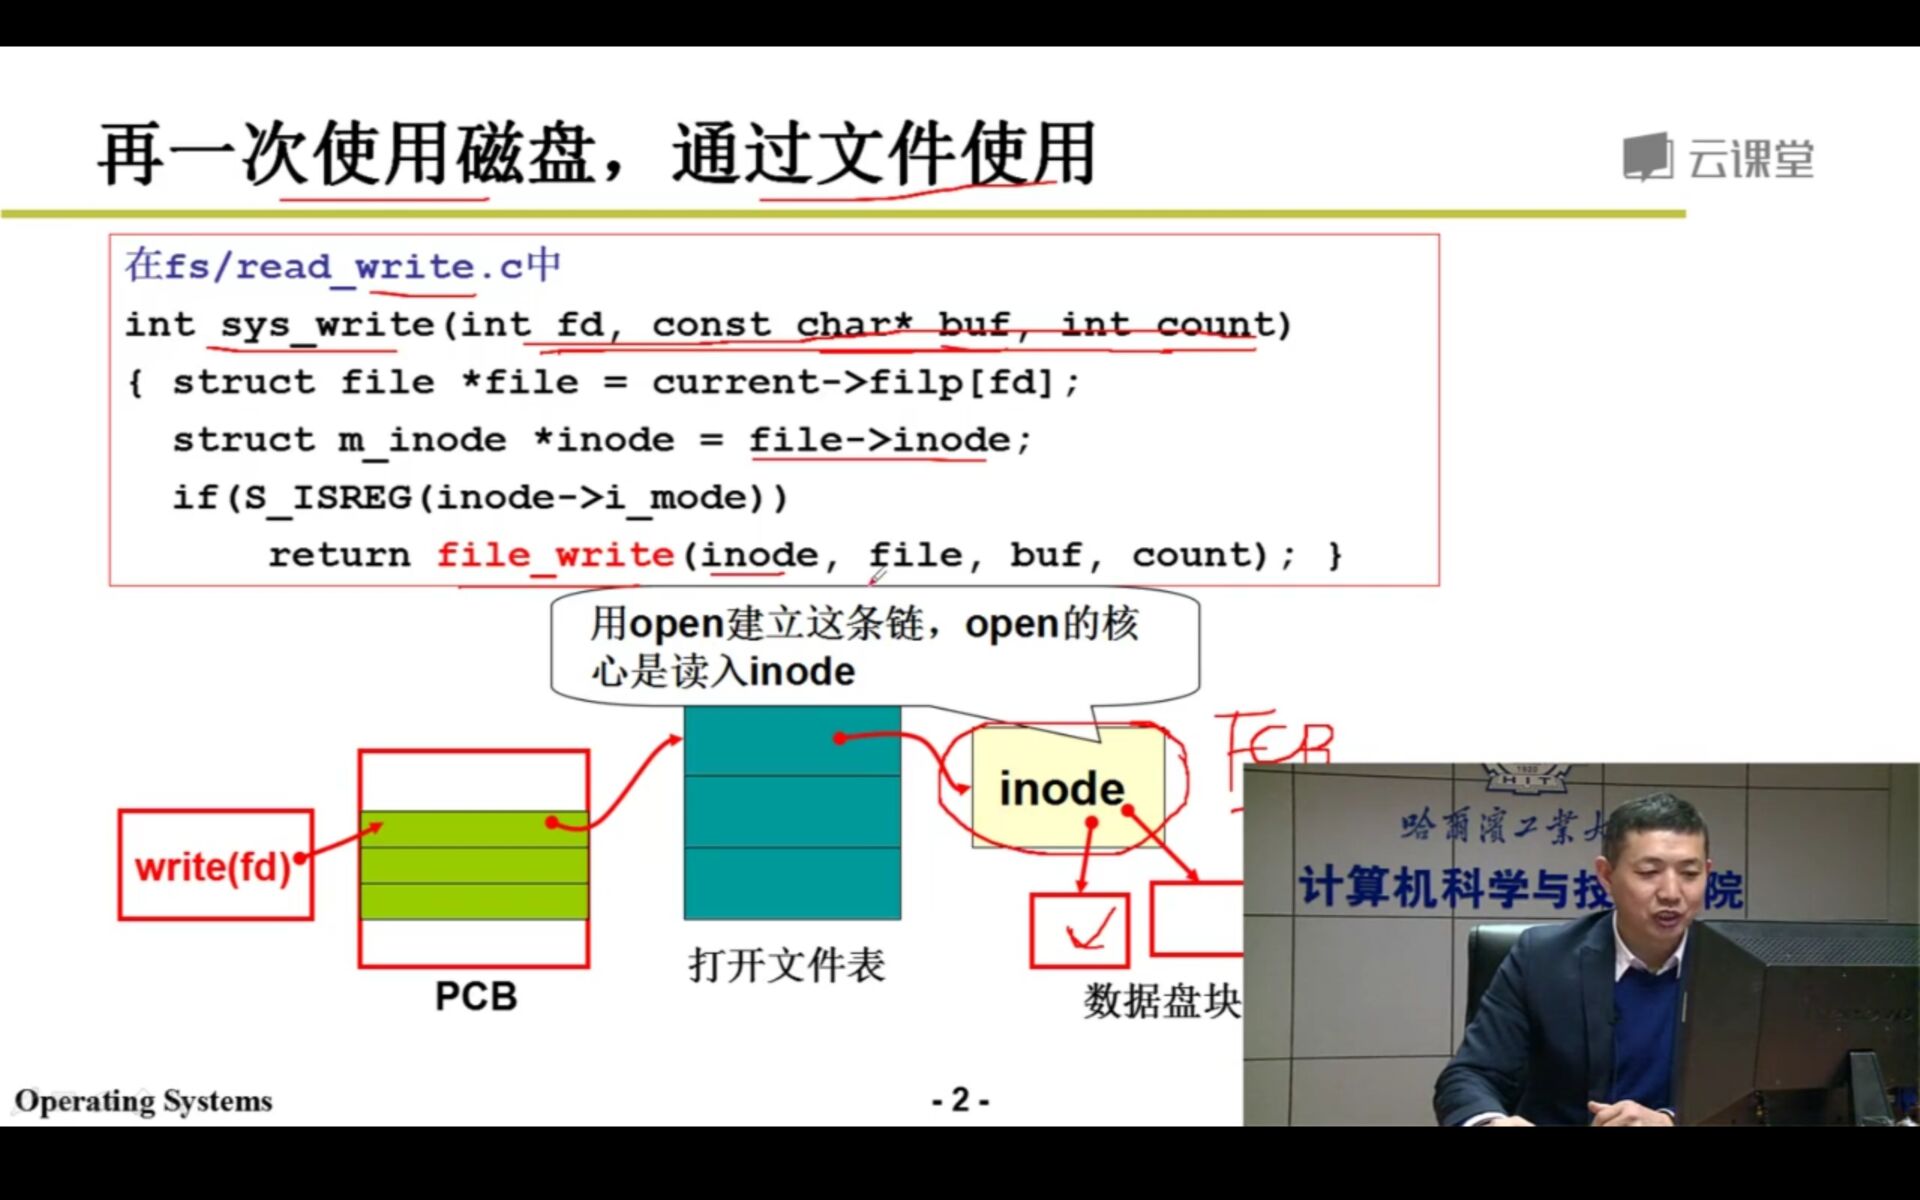 再一次使用磁盘，通过文件使用
云课堂
在fs/read_write.c中
int sys_write(int fd, const char* buf, int count)
{ struct file *file = current->filp[fd];
struct m_inode *inode = file->inode;
if(S_ISREG(inode->i_mode))
return file_write(inode, file, buf, count); }
用open建立这条链，open的核
心是读入inode
FCB
inode
write(fd)
PCB
打开文件表
数据盘块
HIT
哈爾濱工業大
计算机科学与技
院
Operating Systems
- 2 -